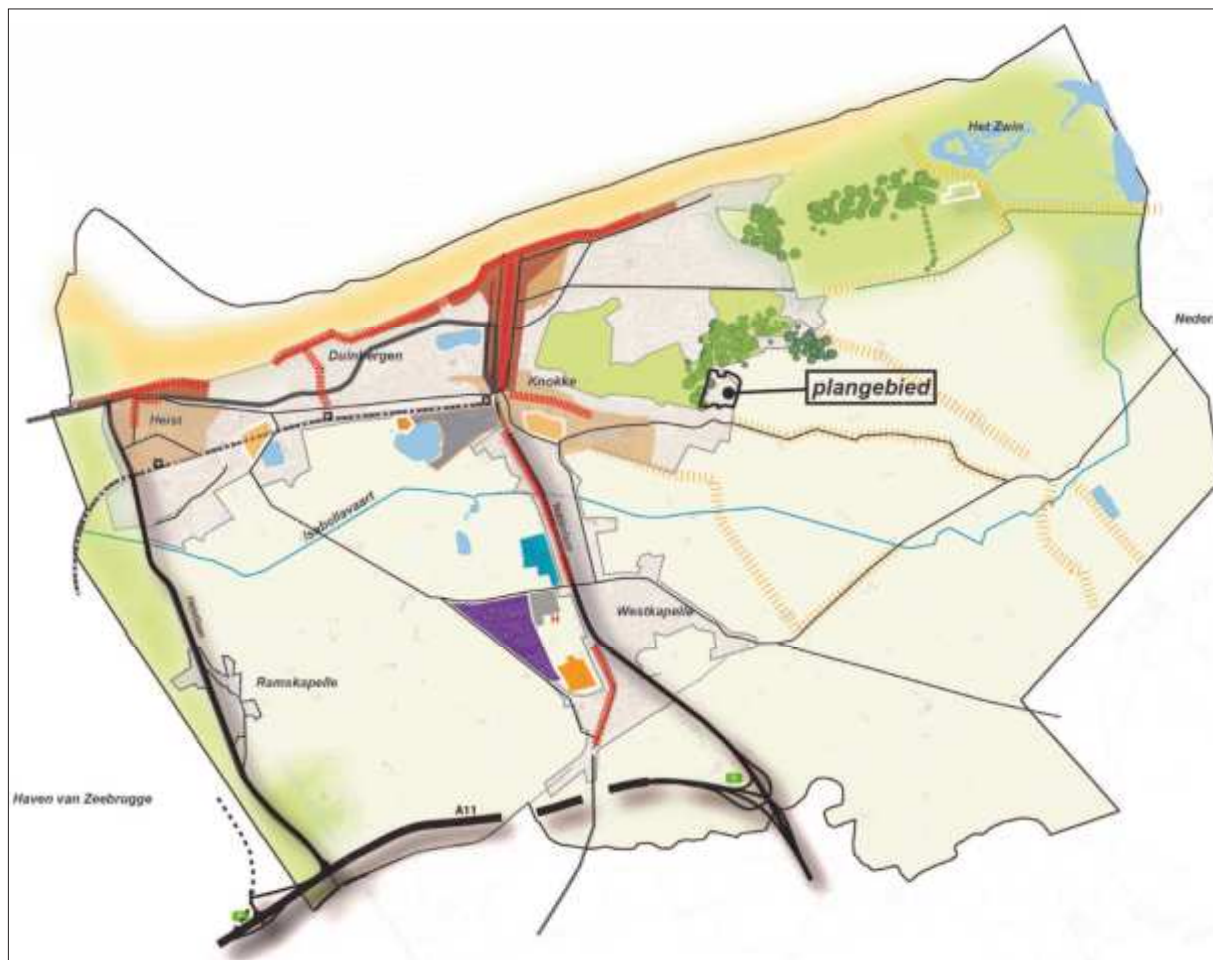 Het Zwin
Neder
Duinbergen
Knokke
plangebied
Heist
Isabellavaart
Westkapelle
Ramskapelle
Haven van Zeebrugge
A11